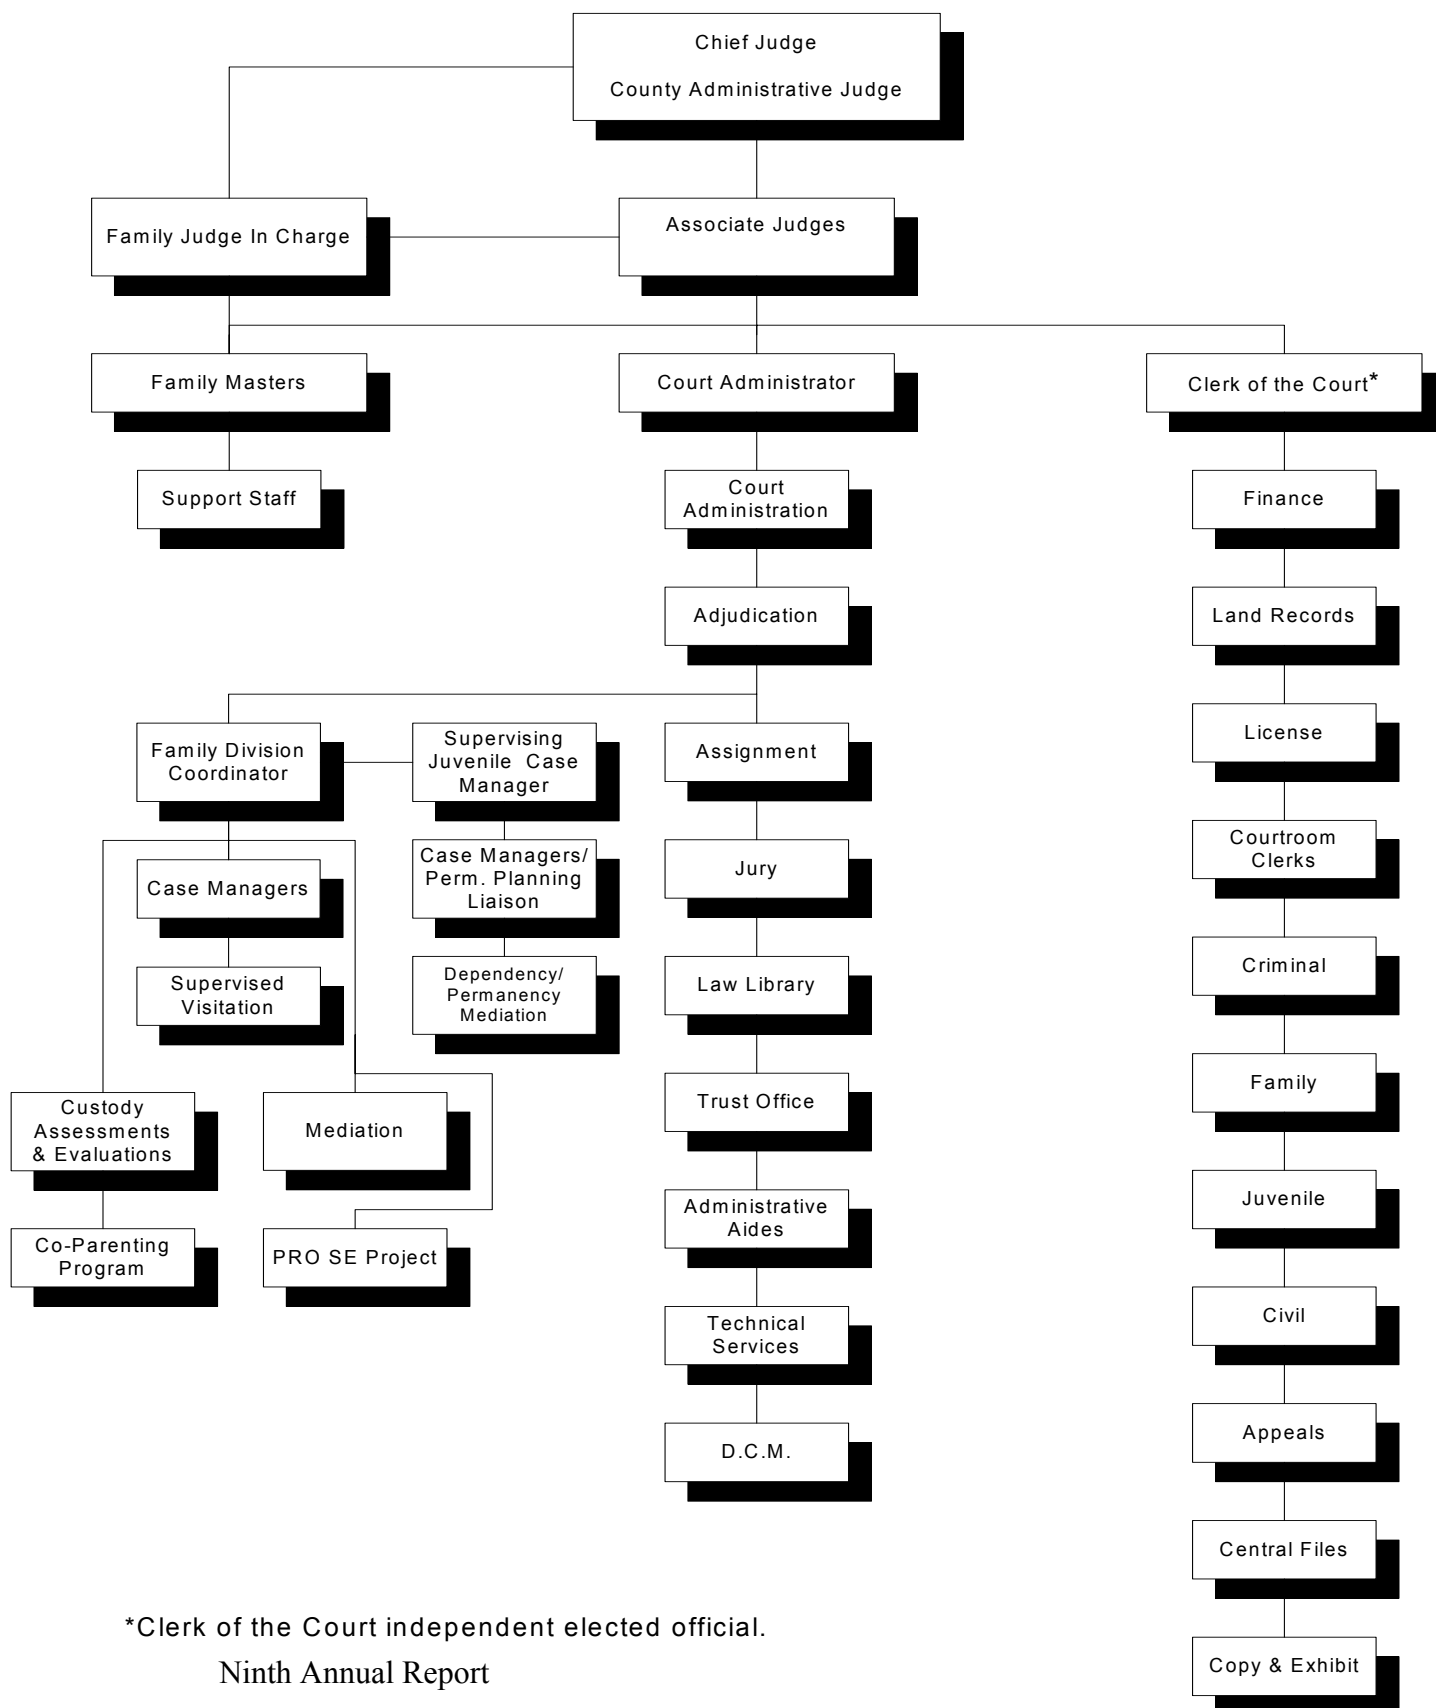 Chief Judge
County Administrative Judge
Family Judge In Charge
Associate Judges
Family Masters
Court Administrator
Clerk of the Court*
Support Staff
Court
Administration
Finance
Adjudication
Land Records
Family Division
Coordinator
Supervising
Juvenile Case
Manager
Assignment
License
Case Managers
Case Managers/
Perm. Planning
Liaison
Jury
Courtroom
Clerks
Supervised
Visitation
Dependency/
Permanency
Mediation
Law Library
Criminal
Custody
Assessments
& Evaluations
Mediation
Trust Office
Family
Co-Parenting
Program
PRO SE Project
Administrative
Aides
Juvenile
Technical
Services
Civil
D.C.M.
Appeals
Central Files
*Clerk of the Court independent elected official.
Copy & Exhibit
Ninth Annual Report